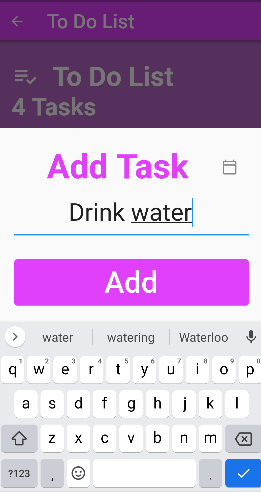 To Do List
To Do List
4 Tasks
Add Task
Drink water
Add
water watering Waterloo
q 1 w 2 e 3 r 4 t 5 y 6 u 7 i 8 o 9 p 0
a s d f g h j k l
z x c v b n m
?123 , .